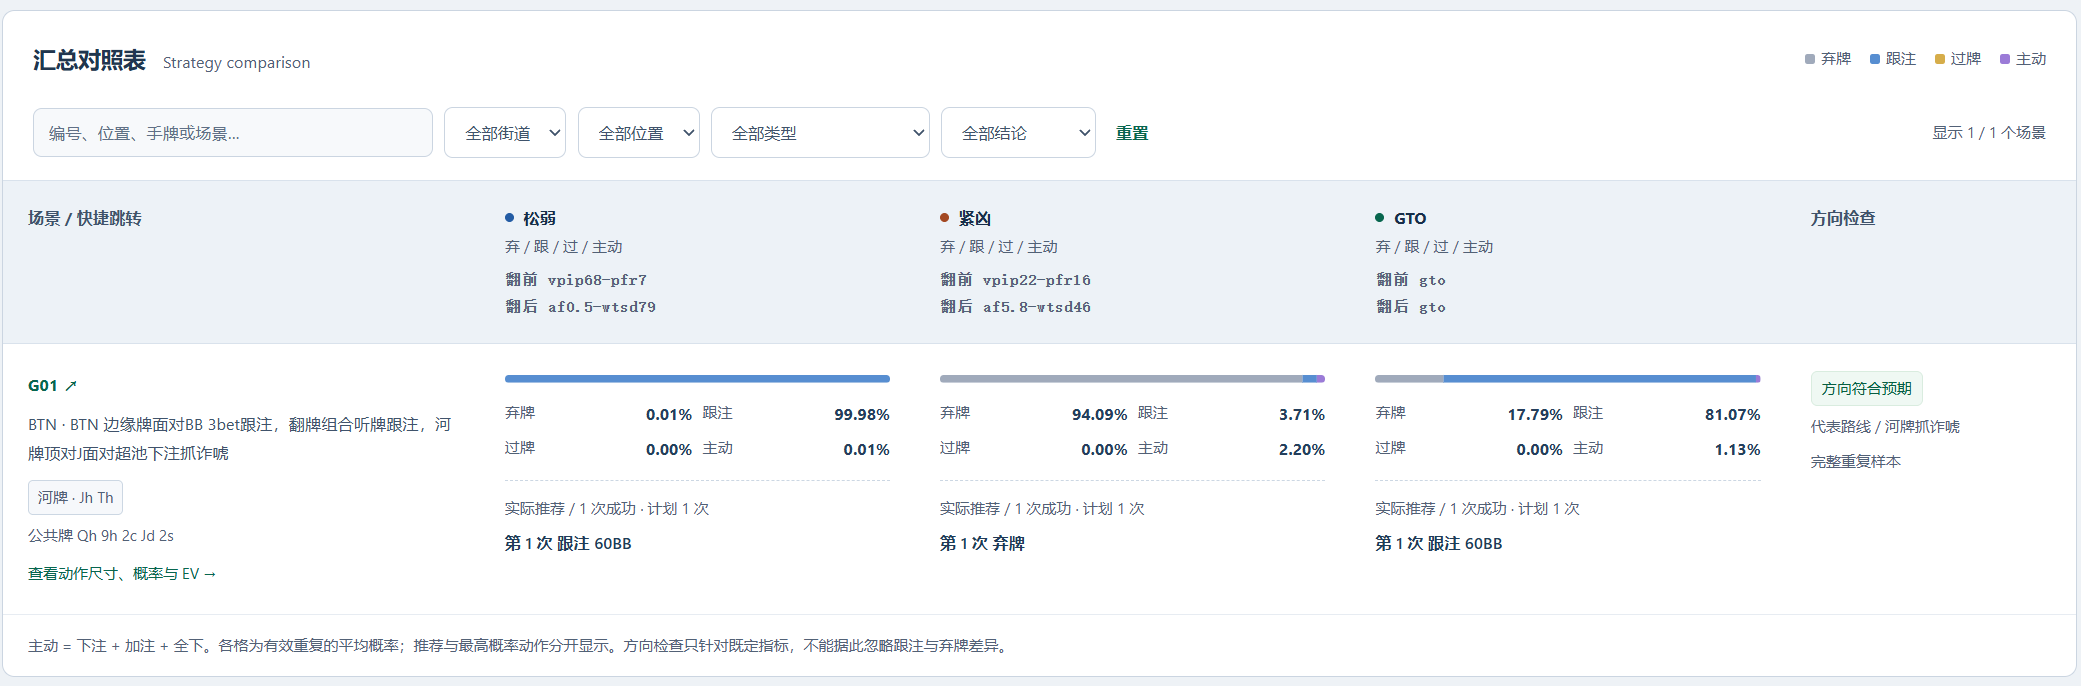 汇总对照表 Strategy comparison
弃牌 跟注 过牌 主动
编号、位置、手牌或场景... 全部街道 全部位置 全部类型 全部结论 重置 显示 1 / 1 个场景
场景 / 快捷跳转 松弱 紧凶 GTO 方向检查
弃 / 跟 / 过 / 主动 弃 / 跟 / 过 / 主动 弃 / 跟 / 过 / 主动
翻前 vpip68-pfr7 翻前 vpip22-pfr16 翻前 gto
翻后 af0.5-wtsd79 翻后 af5.8-wtsd46 翻后 gto
G01 ↗
BTN · BTN 边缘牌面对BB 3bet跟注，翻牌组合听牌跟注，河
牌顶对J面对超池下注抓诈唬
河牌 · Jh Th
公共牌 Qh 9h 2c Jd 2s
查看动作尺寸、概率与 EV →
弃牌 0.01% 跟注 99.98%
过牌 0.00% 主动 0.01%
实际推荐 / 1 次成功 · 计划 1 次
第 1 次 跟注 60BB
弃牌 94.09% 跟注 3.71%
过牌 0.00% 主动 2.20%
实际推荐 / 1 次成功 · 计划 1 次
第 1 次 弃牌
弃牌 17.79% 跟注 81.07%
过牌 0.00% 主动 1.13%
实际推荐 / 1 次成功 · 计划 1 次
第 1 次 跟注 60BB
方向符合预期
代表路线 / 河牌抓诈唬
完整重复样本
主动 = 下注 + 加注 + 全下。各格为有效重复的平均概率；推荐与最高概率动作分开显示。方向检查只针对既定指标，不能据此忽略跟注与弃牌差异。